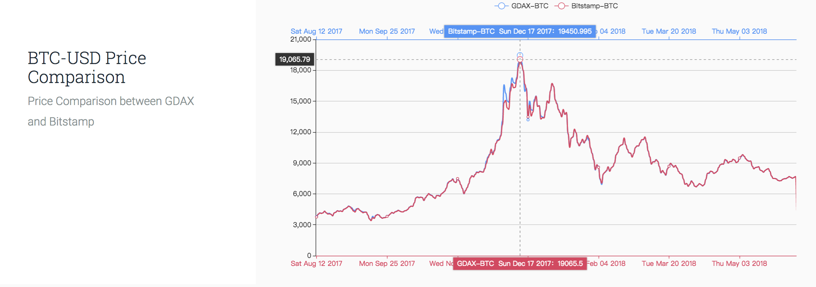 GDAX-BTC
Bitstamp-BTC
BTC-USD Price
Comparison
Price Comparison between GDAX
and Bitstamp
Sat Aug 12 2017 Mon Sep 25 2017 Wed Bitstamp-BTC Sun Dec 17 2017: 19450.995 04 2018 Tue Mar 20 2018 Thu May 03 2018
21,000
19,065.79
18,000
15,000
12,000
9,000
6,000
3,000
0
Sat Aug 12 2017 Mon Sep 25 2017 Wed GDAX-BTC Sun Dec 17 2017: 19065.5 Feb 04 2018 Tue Mar 20 2018 Thu May 03 2018